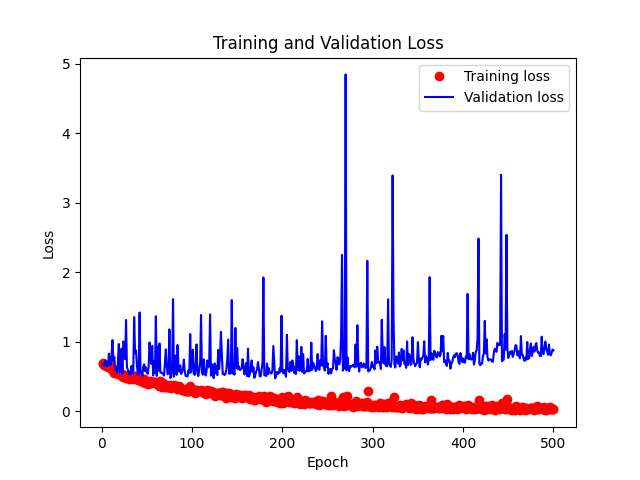 Training and Validation Loss
Training loss
Validation loss
5
4
3
2
1
0
Loss
0 100 200 300 400 500
Epoch